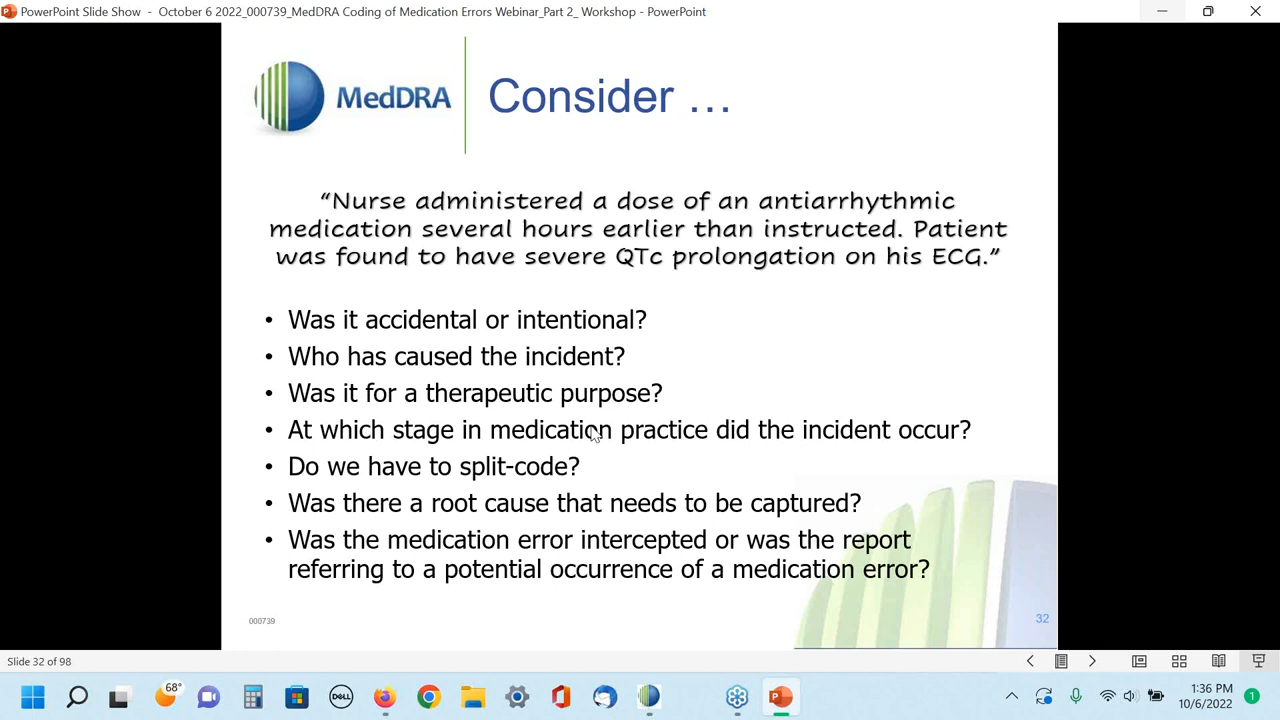 PowerPoint Slide Show - October 6 2022_000739_MedDRA Coding of Medication Errors Webinar_Part 2_ Workshop - PowerPoint
MedDRA
Consider …
“Nurse administered a dose of an antiarrhythmic
medication several hours earlier than instructed. Patient
was found to have severe QTc prolongation on his ECG.”
• Was it accidental or intentional?
• Who has caused the incident?
• Was it for a therapeutic purpose?
• At which stage in medication practice did the incident occur?
• Do we have to split-code?
• Was there a root cause that needs to be captured?
• Was the medication error intercepted or was the report
referring to a potential occurrence of a medication error?
000739
32
Slide 32 of 98
68°
DELL
1:36 PM
10/6/2022
1